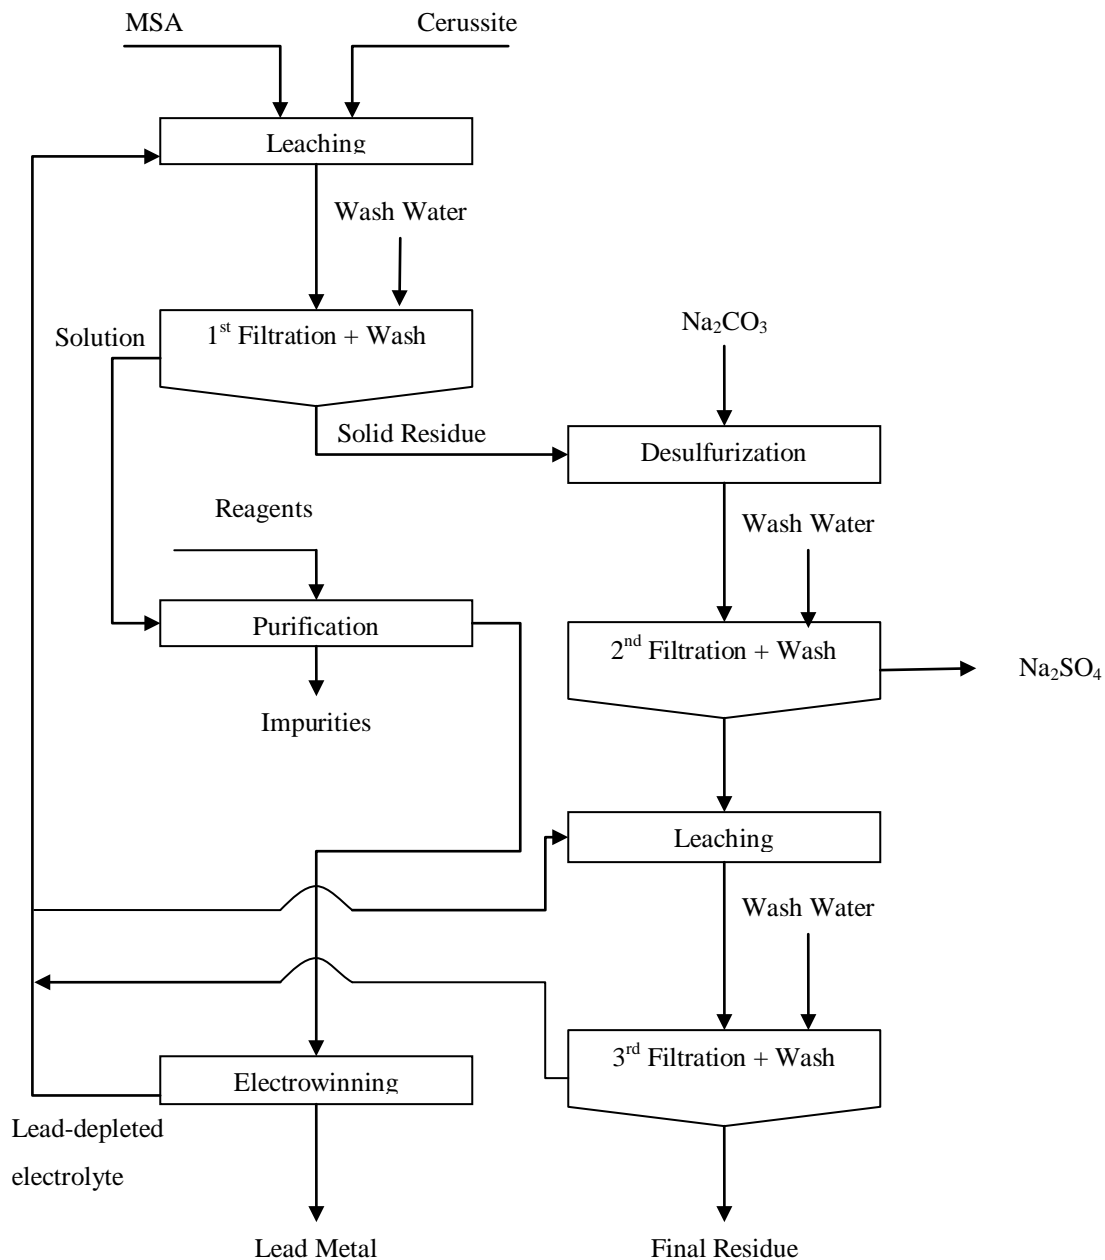 MSA
Cerussite
Leaching
Wash Water
1st Filtration + Wash
Solution
Na₂CO₃
Solid Residue
Desulfurization
Reagents
Wash Water
Purification
2nd Filtration + Wash
Na₂SO₄
Impurities
Leaching
Wash Water
3rd Filtration + Wash
Electrowinning
Lead-depleted
electrolyte
Lead Metal
Final Residue